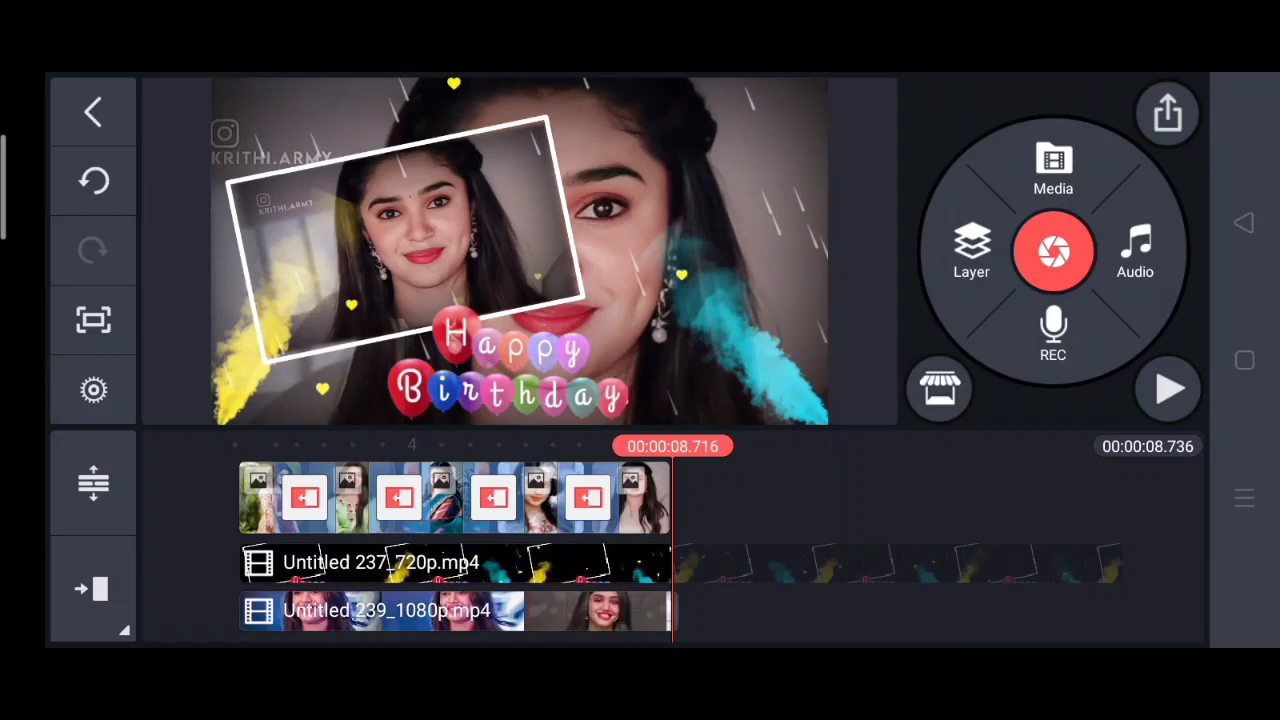 KRITHI.ARMY
KRITHI.ARMY
Happy
Birthday
Media
Layer
Audio
REC
4
00:00:08.716
00:00:08.736
Untitled 237_720p.mp4
Untitled 239_1080p.mp4